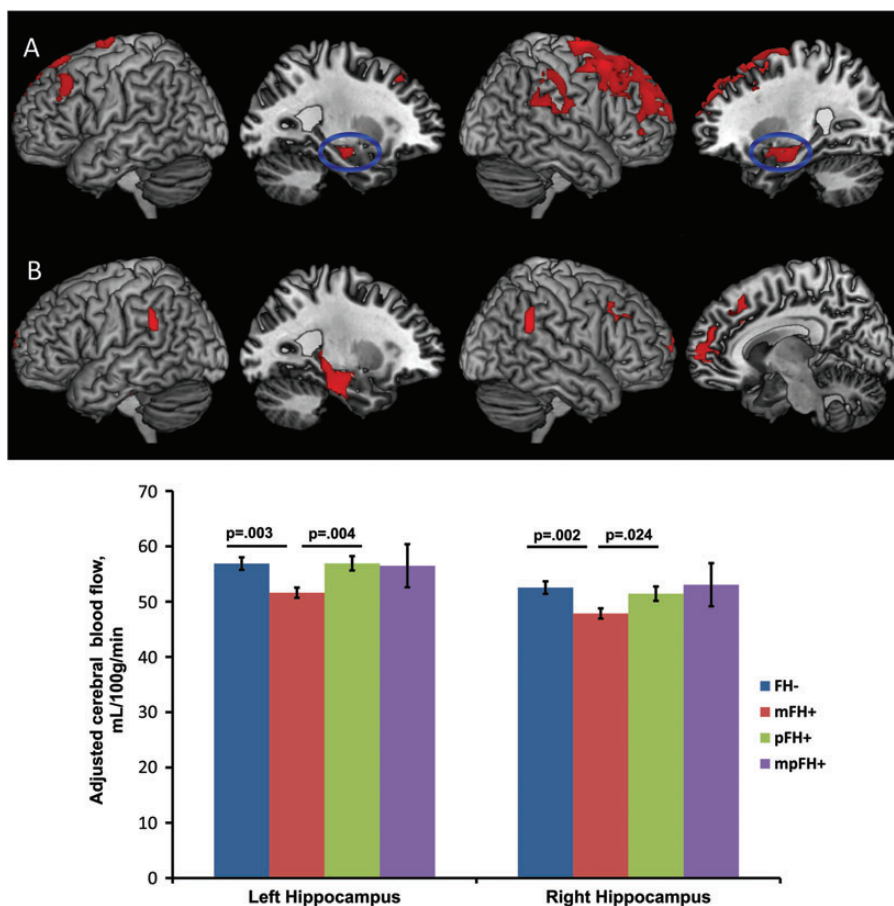 A
B
70
60
50
40
30
20
10
0
Adjusted cerebral blood flow,
mL/100g/min
p=.003
p=.004
p=.002
p=.024
FH-
mFH+
pFH+
mpFH+
Left Hippocampus
Right Hippocampus